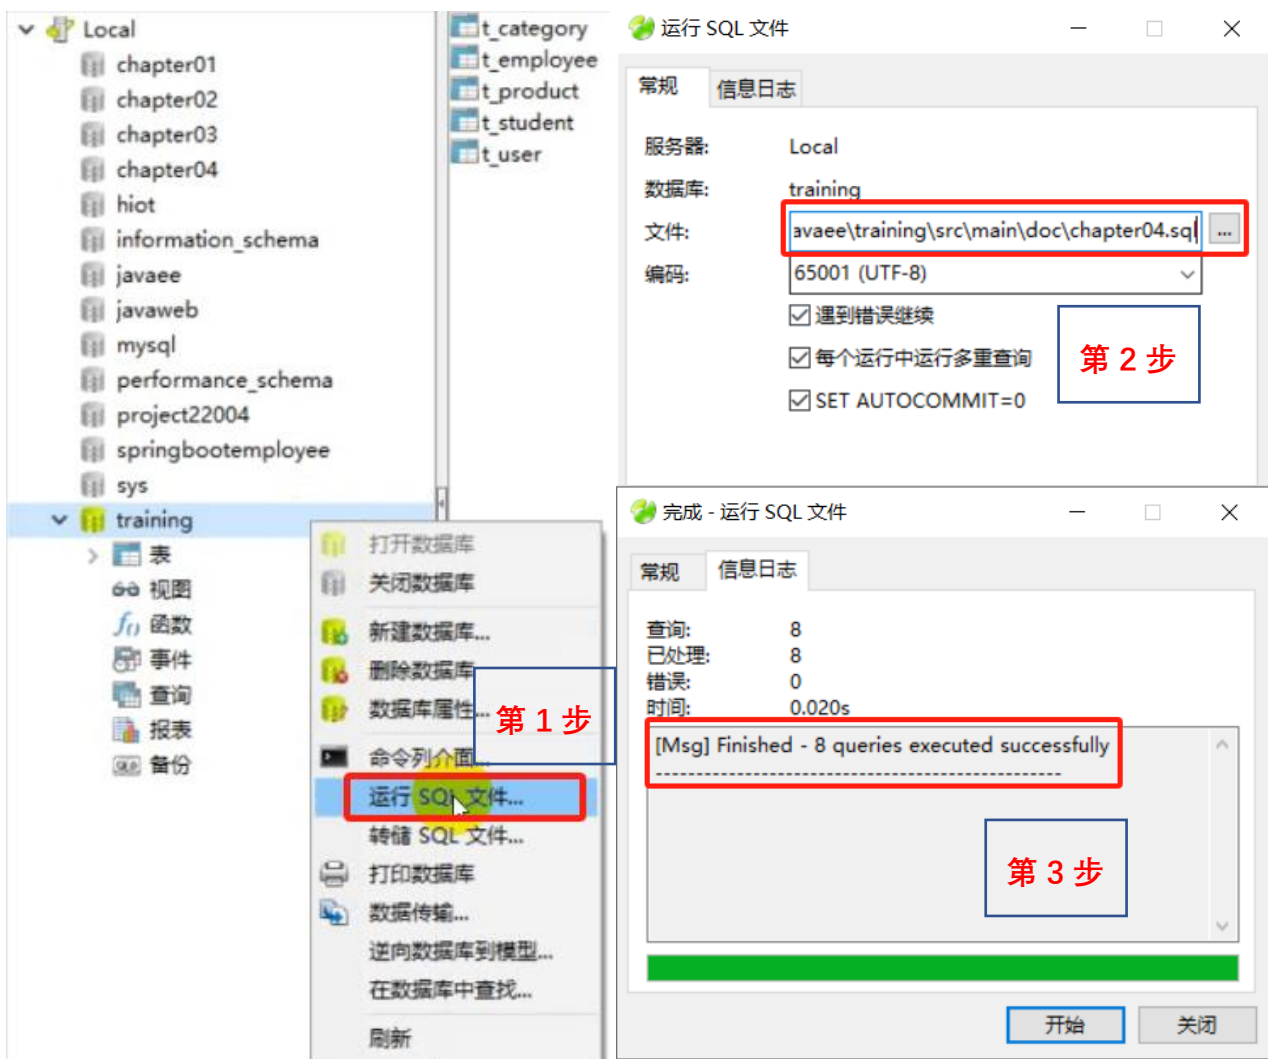 Local
chapter01
chapter02
chapter03
chapter04
hiot
information_schema
javaee
javaweb
mysql
performance_schema
project22004
springbootemployee
sys
training
表
视图
函数
事件
查询
报表
备份
t_category
t_employee
t_product
t_student
t_user
打开数据库
关闭数据库
新建数据库...
删除数据库
数据库属性...
命令列介面...
运行 SQL 文件...
转储 SQL 文件...
打印数据库
数据传输...
逆向数据库到模型...
在数据库中查找...
刷新
第 1 步
运行 SQL 文件
常规
信息日志
服务器: Local
数据库: training
文件: avaee\training\src\main\doc\chapter04.sql ...
编码: 65001 (UTF-8)
遇到错误继续
每个运行中运行多重查询
SET AUTOCOMMIT=0
第 2 步
完成 - 运行 SQL 文件
常规
信息日志
查询: 8
已处理: 8
错误: 0
时间: 0.020s
[Msg] Finished - 8 queries executed successfully
--------------------------------------------------
第 3 步
开始
关闭